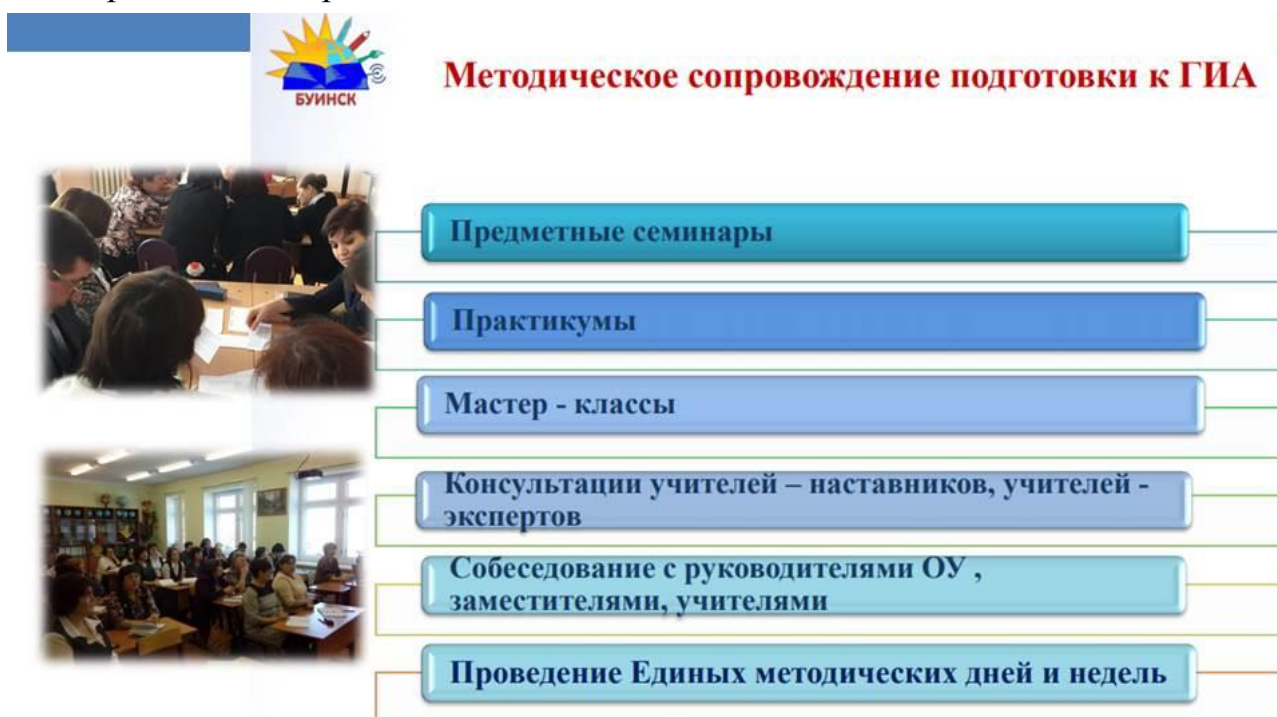 БУИНСК
Методическое сопровождение подготовки к ГИА
Предметные семинары
Практикумы
Мастер - классы
Консультации учителей – наставников, учителей -
экспертов
Собеседование с руководителями ОУ ,
заместителями, учителями
Проведение Единых методических дней и недель